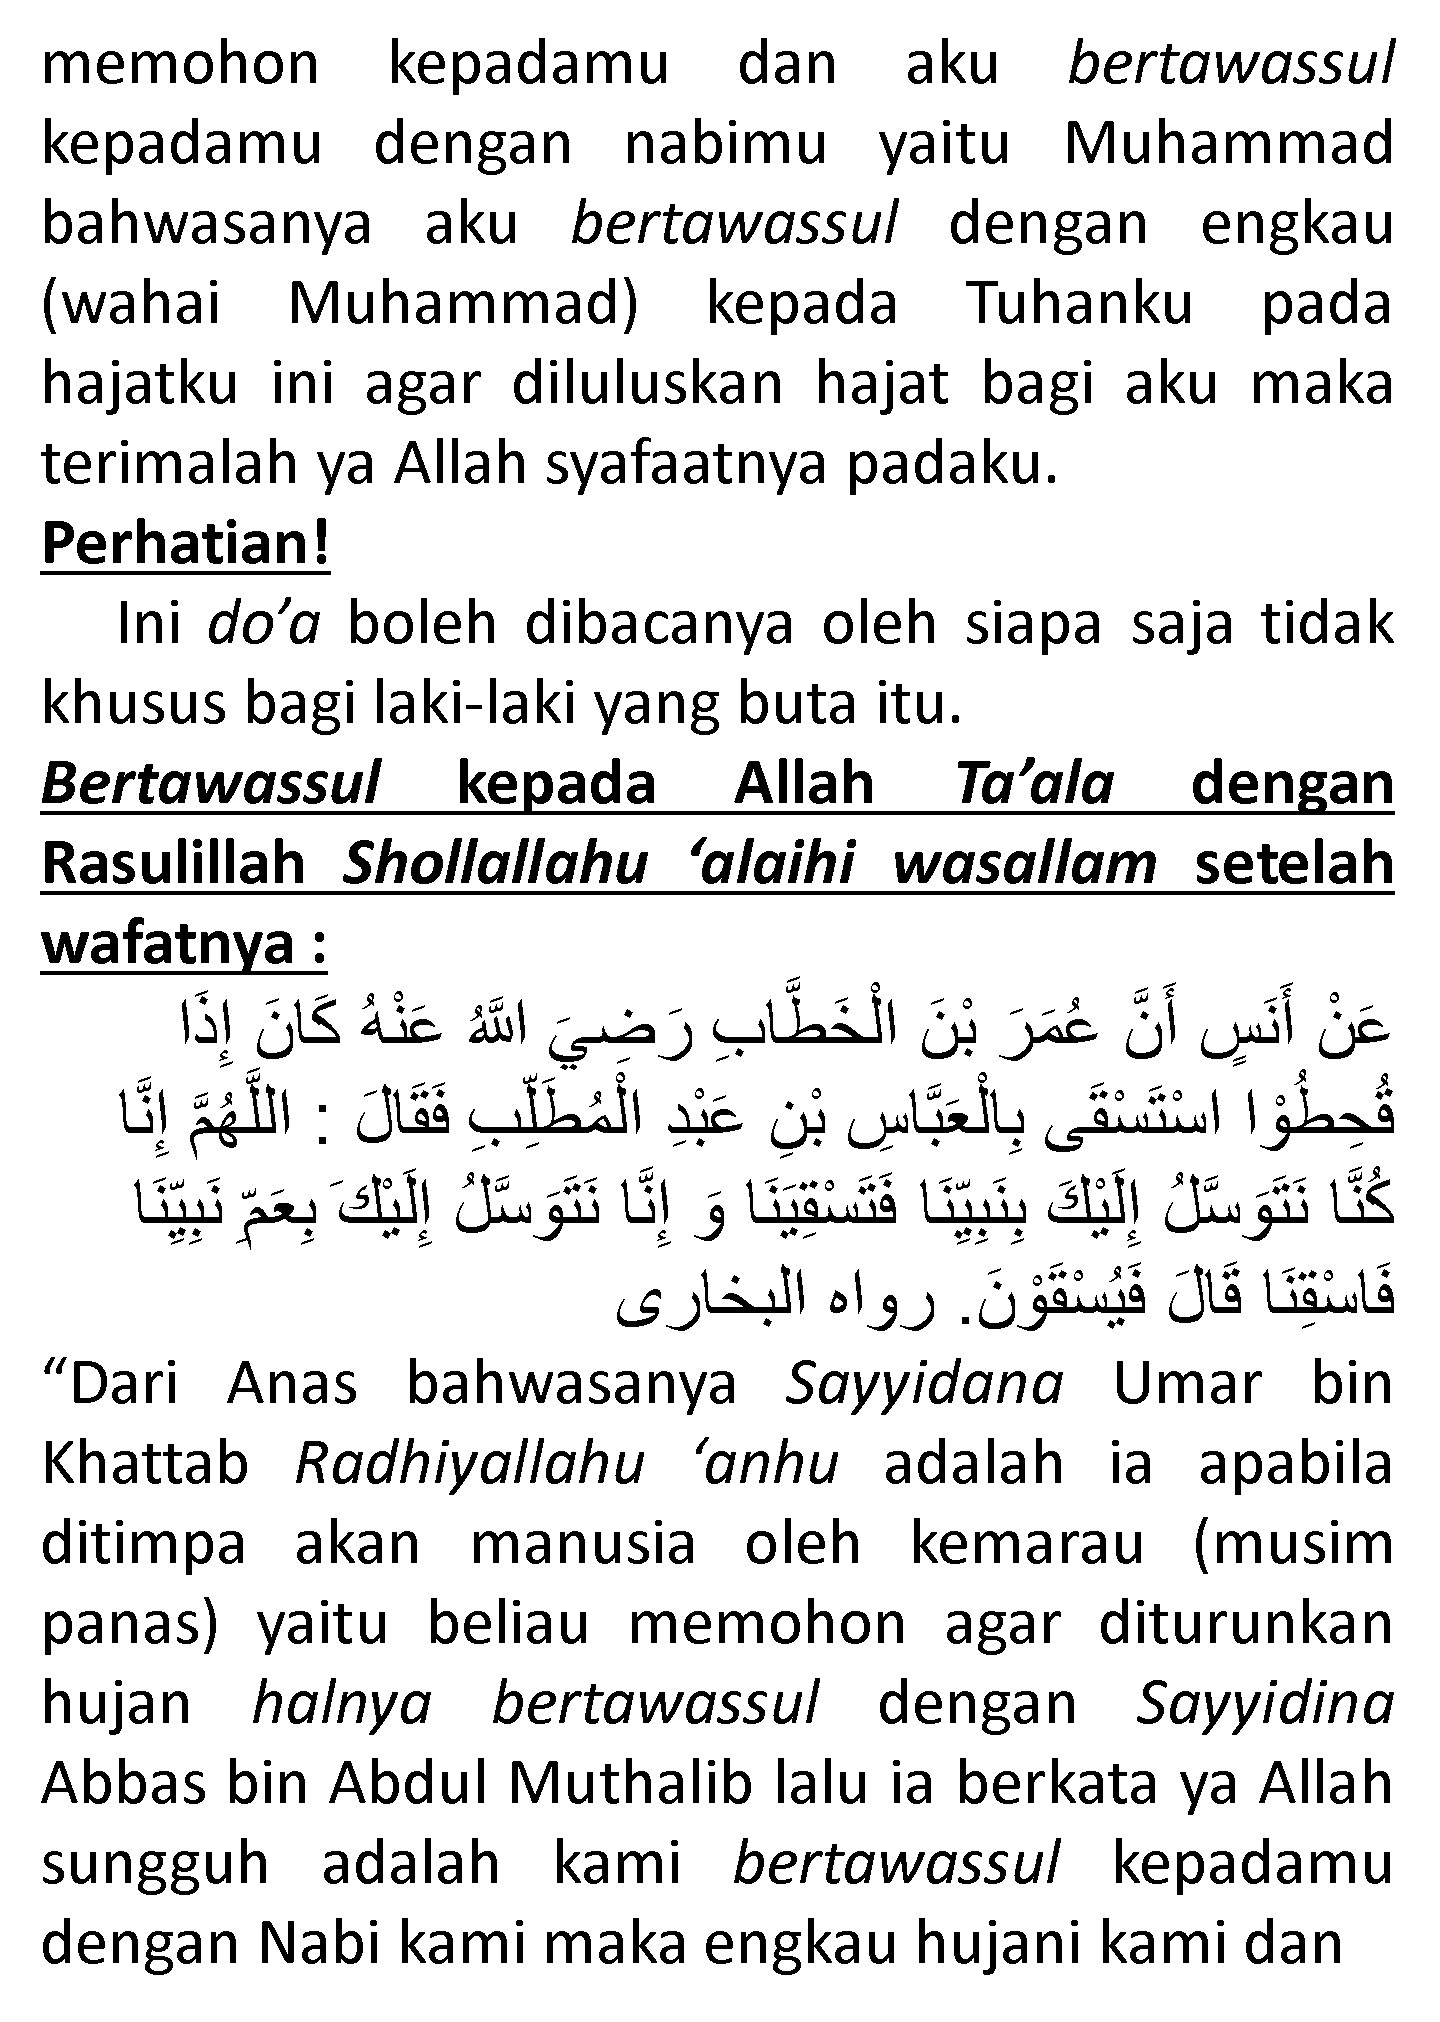 memohon kepadamu dan aku bertawassul
kepadamu dengan nabimu yaitu Muhammad
bahwasanya aku bertawassul dengan engkau
(wahai Muhammad) kepada Tuhanku pada
hajatku ini agar diluluskan hajat bagi aku maka
terimalah ya Allah syafaatnya padaku.
Perhatian!
Ini do’a boleh dibacanya oleh siapa saja tidak
khusus bagi laki-laki yang buta itu.
Bertawassul kepada Allah Ta’ala dengan
Rasulillah Shollallahu ‘alaihi wasallam setelah
wafatnya :
عَنْ أَنَسٍ أَنَّ عُمَرَ بْنَ الْخَطَّابِ رَضِيَ اللَّهُ عَنْهُ كَانَ إِذَا
قُحِطُوْا اسْتَسْقَى بِالْعَبَّاسِ بْنِ عَبْدِ الْمُطَلِّبِ فَقَالَ : اللَّهُمَّ إِنَّا
كُنَّا نَتَوَسَّلُ إِلَيْكَ بِنَبِيِّنَا فَتَسْقِيَنَا وَ إِنَّا نَتَوَسَّلُ إِلَيْكَ بِعَمِّ نَبِيِّنَا
فَاسْقِنَا قَالَ فَيُسْقَوْنَ. رواه البخارى
“Dari Anas bahwasanya Sayyidana Umar bin
Khattab Radhiyallahu ‘anhu adalah ia apabila
ditimpa akan manusia oleh kemarau (musim
panas) yaitu beliau memohon agar diturunkan
hujan halnya bertawassul dengan Sayyidina
Abbas bin Abdul Muthalib lalu ia berkata ya Allah
sungguh adalah kami bertawassul kepadamu
dengan Nabi kami maka engkau hujani kami dan